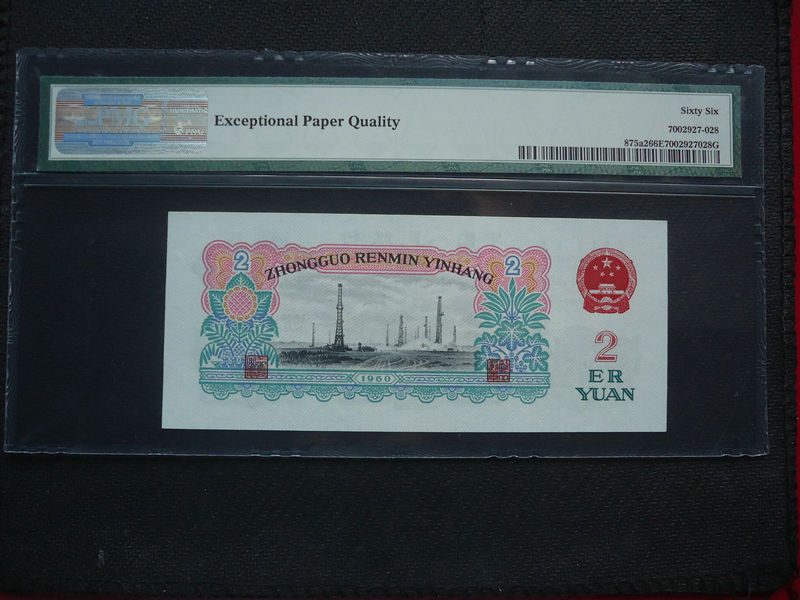 Exceptional Paper Quality
Sixty Six
7002927-028
875a266E7002927028G
2
ZHONGGUO RENMIN YINHANG
2
1960
2
ER
YUAN